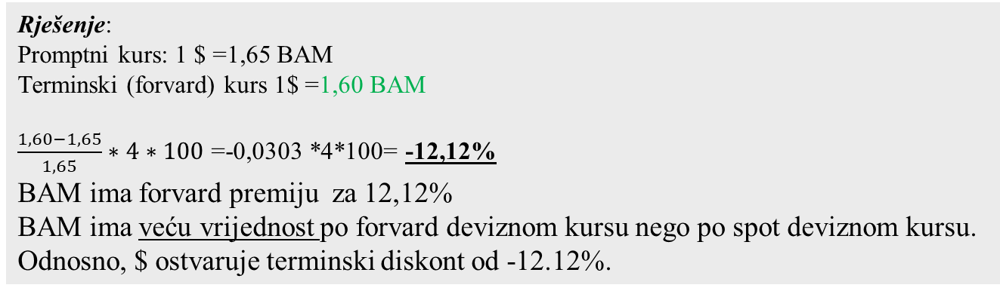 Rješenje:
Promptni kurs: 1 $ =1,65 BAM
Terminski (forvard) kurs 1$ =1,60 BAM
1,60−1,65
1,65
∗ 4 ∗ 100 =-0,0303 *4*100= -12,12%
BAM ima forvard premiju za 12,12%
BAM ima veću vrijednost po forvard deviznom kursu nego po spot deviznom kursu.
Odnosno, $ ostvaruje terminski diskont od -12.12%.